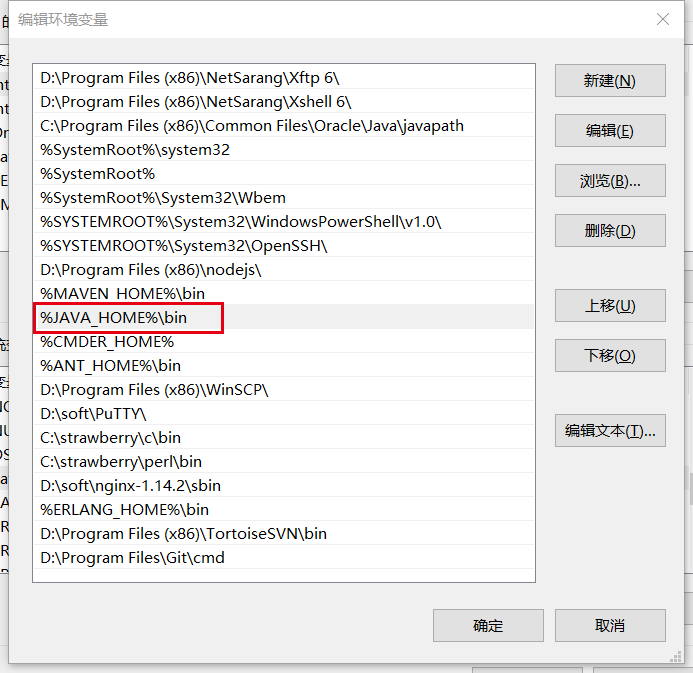 编辑环境变量
D:\Program Files (x86)\NetSarang\Xftp 6\
D:\Program Files (x86)\NetSarang\Xshell 6\
C:\Program Files (x86)\Common Files\Oracle\Java\javapath
%SystemRoot%\system32
%SystemRoot%
%SystemRoot%\System32\Wbem
%SYSTEMROOT%\System32\WindowsPowerShell\v1.0\
%SYSTEMROOT%\System32\OpenSSH\
D:\Program Files (x86)\nodejs\
%MAVEN_HOME%\bin
%JAVA_HOME%\bin
%CMDER_HOME%
%ANT_HOME%\bin
D:\Program Files (x86)\WinSCP\
D:\soft\PuTTY\
C:\strawberry\c\bin
C:\strawberry\perl\bin
D:\soft\nginx-1.14.2\sbin
%ERLANG_HOME%\bin
D:\Program Files (x86)\TortoiseSVN\bin
D:\Program Files\Git\cmd
新建(N)
编辑(E)
浏览(B)...
删除(D)
上移(U)
下移(O)
编辑文本(T)...
确定
取消